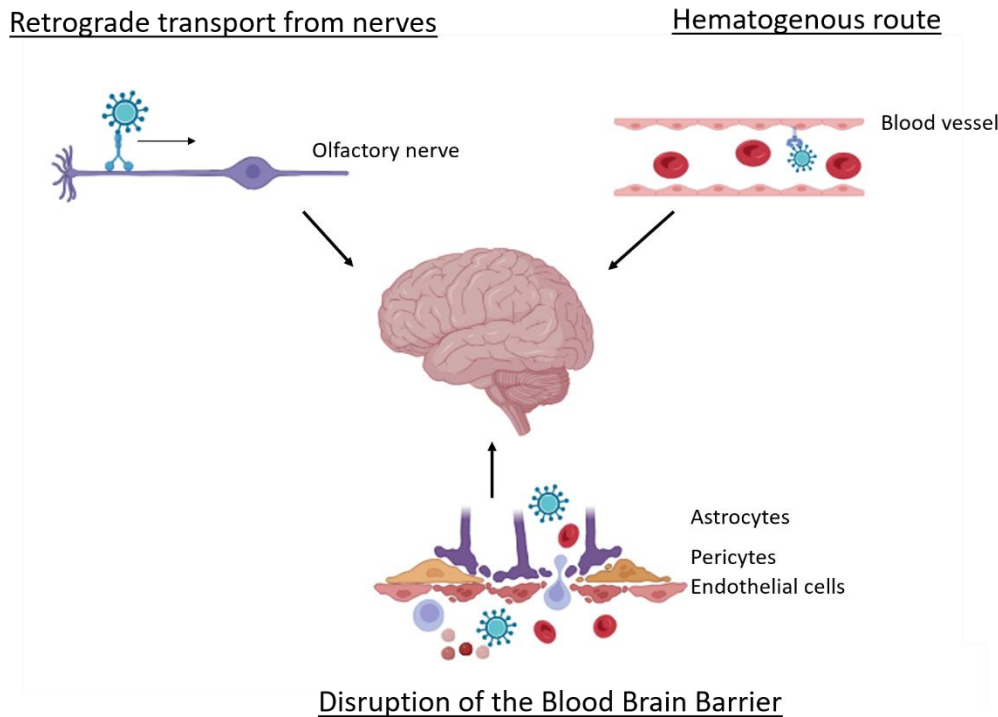 Retrograde transport from nerves
Hematogenous route
Olfactory nerve
Blood vessel
Astrocytes
Pericytes
Endothelial cells
Disruption of the Blood Brain Barrier